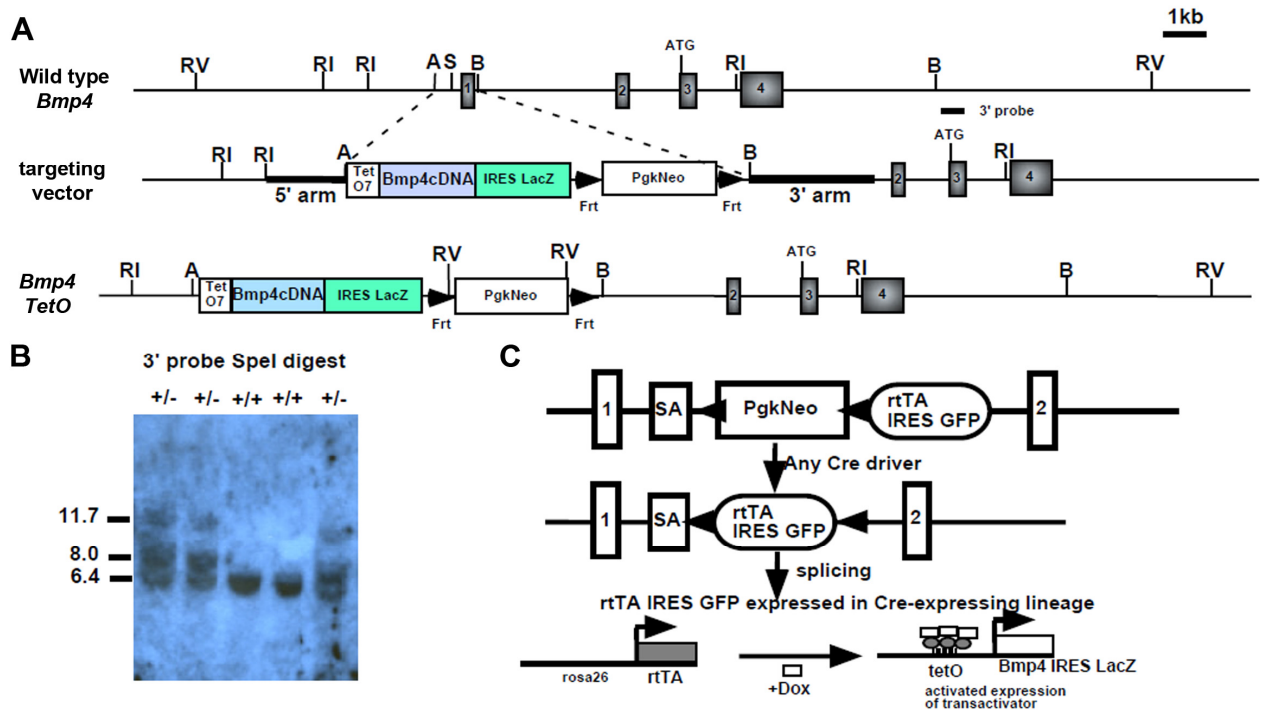 A
1kb
ATG
RV RI RI A S B RI B RV
Wild type
Bmp4
1 2 3 4
3' probe
ATG
RI RI A B RI
targeting
vector
Tet
O7
Bmp4cDNA IRES LacZ PgkNeo 2 3 4
5' arm Frt Frt 3' arm
ATG
RI A RV RV B RI B RV
Bmp4
TetO
Tet
O7
Bmp4cDNA IRES LacZ PgkNeo 2 3 4
Frt Frt
B
3' probe SpeI digest
+/- +/- +/+ +/+ +/-
11.7
8.0
6.4
C
1 SA PgkNeo rtTA
IRES GFP 2
Any Cre driver
1 SA rtTA
IRES GFP 2
splicing
rtTA IRES GFP expressed in Cre-expressing lineage
rosa26 rtTA
+Dox
tetO Bmp4 IRES LacZ
activated expression
of transactivator